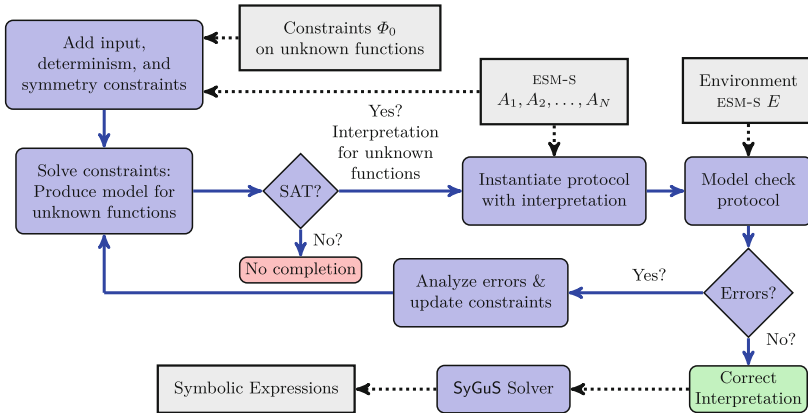 Add input,
determinism, and
symmetry constraints
Constraints Φ₀
on unknown functions
ESM-S
A₁, A₂, . . . , A_N
Environment
ESM-S E
Solve constraints:
Produce model for
unknown functions
SAT?
Yes?
Interpretation
for unknown
functions
Instantiate protocol
with interpretation
Model check
protocol
No?
No completion
Analyze errors &
update constraints
Yes?
Errors?
No?
Symbolic Expressions
SyGuS Solver
Correct
Interpretation